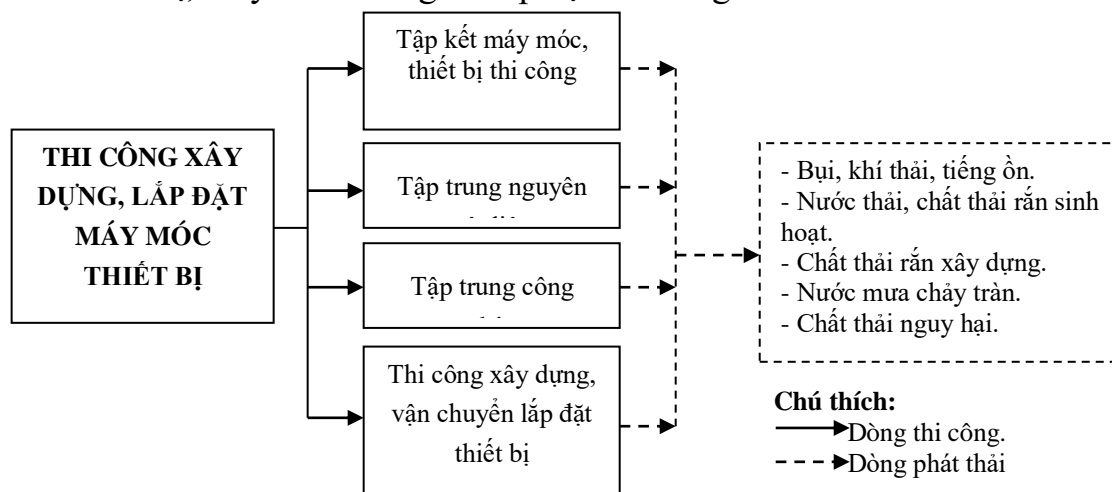 Tập kết máy móc,
thiết bị thi công
THI CÔNG XÂY
DỰNG, LẮP ĐẶT
MÁY MÓC
THIẾT BỊ
Tập trung nguyên
Tập trung công
Thi công xây dựng,
vận chuyển lắp đặt
thiết bị
- Bụi, khí thải, tiếng ồn.
- Nước thải, chất thải rắn sinh
hoạt.
- Chất thải rắn xây dựng.
- Nước mưa chảy tràn.
- Chất thải nguy hại.
Chú thích:
Dòng thi công.
Dòng phát thải